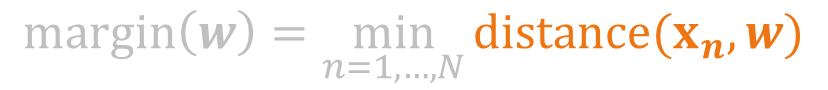 margin(w) = min distance(xₙ, w)
n=1,…,N